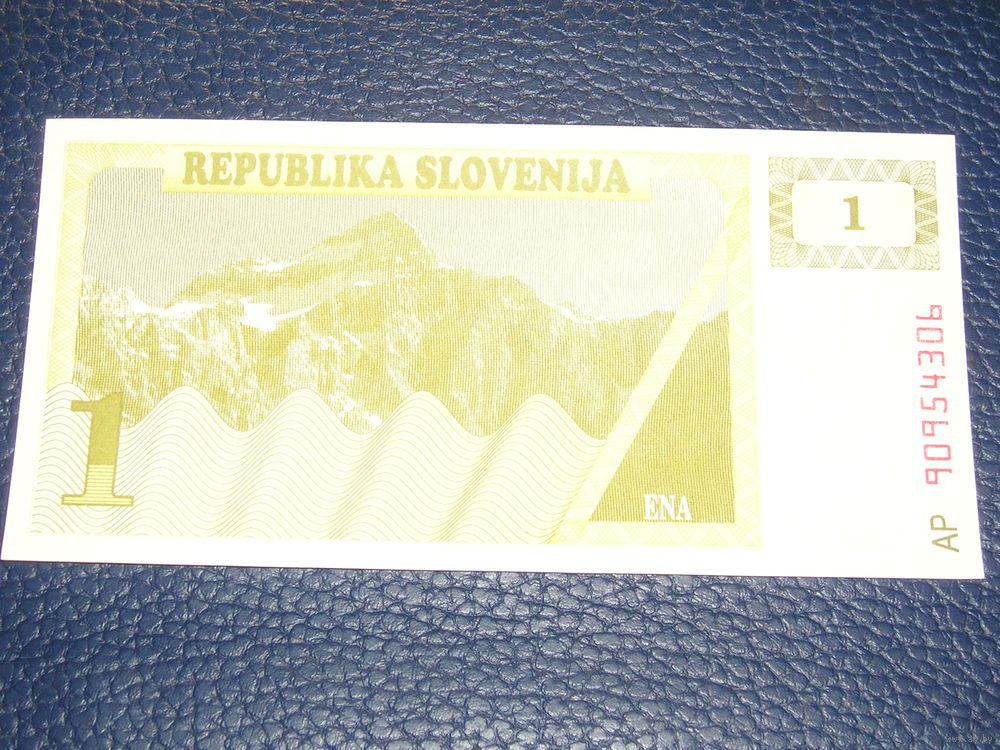 REPUBLIKA SLOVENIJA
1
1
ENA
AP 90954306